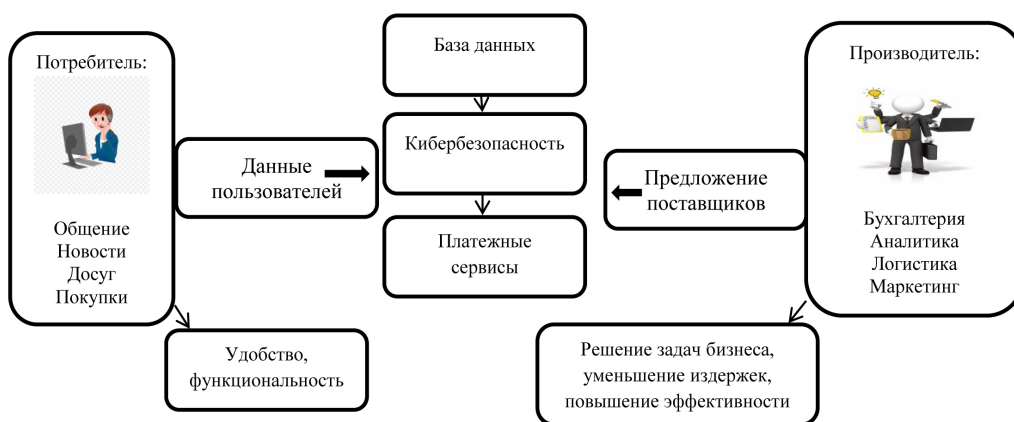 Потребитель:
Общение
Новости
Досуг
Покупки
Данные
пользователей
Удобство,
функциональность
База данных
Кибербезопасность
Платежные
сервисы
Предложение
поставщиков
Производитель:
Бухгалтерия
Аналитика
Логистика
Маркетинг
Решение задач бизнеса,
уменьшение издержек,
повышение эффективности